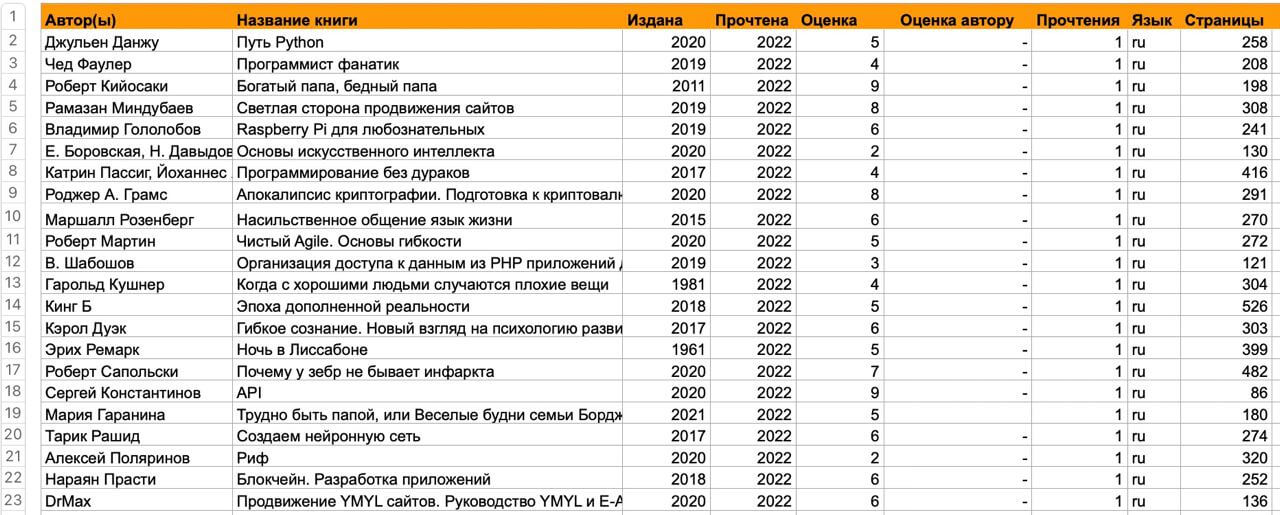 1 Автор(ы) Название книги Издана Прочтена Оценка Оценка автору Прочтения Язык Страницы
2 Джульен Данжу Путь Python 2020 2022 5 - 1 ru 258
3 Чед Фаулер Программист фанатик 2019 2022 4 - 1 ru 208
4 Роберт Кийосаки Богатый папа, бедный папа 2011 2022 9 - 1 ru 198
5 Рамазан Миндубаев Светлая сторона продвижения сайтов 2019 2022 8 - 1 ru 308
6 Владимир Гололобов Raspberry Pi для любознательных 2019 2022 6 - 1 ru 241
7 Е. Боровская, Н. Давыдов Основы искусственного интеллекта 2020 2022 2 - 1 ru 130
8 Катрин Пассиг, Йоханнес Программирование без дураков 2017 2022 4 - 1 ru 416
9 Роджер А. Грамс Апокалипсис криптографии. Подготовка к криптовалн 2020 2022 8 - 1 ru 291
10 Маршалл Розенберг Насильственное общение язык жизни 2015 2022 6 - 1 ru 270
11 Роберт Мартин Чистый Agile. Основы гибкости 2020 2022 5 - 1 ru 272
12 В. Шабошов Организация доступа к данным из PHP приложений 2019 2022 3 - 1 ru 121
13 Гарольд Кушнер Когда с хорошими людьми случаются плохие вещи 1981 2022 4 - 1 ru 304
14 Кинг Б Эпоха дополненной реальности 2018 2022 5 - 1 ru 526
15 Кэрол Дуэк Гибкое сознание. Новый взгляд на психологию разви 2017 2022 6 - 1 ru 303
16 Эрих Ремарк Ночь в Лиссабоне 1961 2022 5 - 1 ru 399
17 Роберт Сапольски Почему у зебр не бывает инфаркта 2020 2022 7 - 1 ru 482
18 Сергей Константинов API 2020 2022 9 - 1 ru 86
19 Мария Гаранина Трудно быть папой, или Веселые будни семьи Бордж 2021 2022 5 1 ru 180
20 Тарик Рашид Создаем нейронную сеть 2017 2022 6 - 1 ru 274
21 Алексей Поляринов Риф 2020 2022 2 - 1 ru 320
22 Нараян Прасти Блокчейн. Разработка приложений 2018 2022 6 - 1 ru 252
23 DrMax Продвижение YMYL сайтов. Руководство YMYL и E-A 2020 2022 6 - 1 ru 136